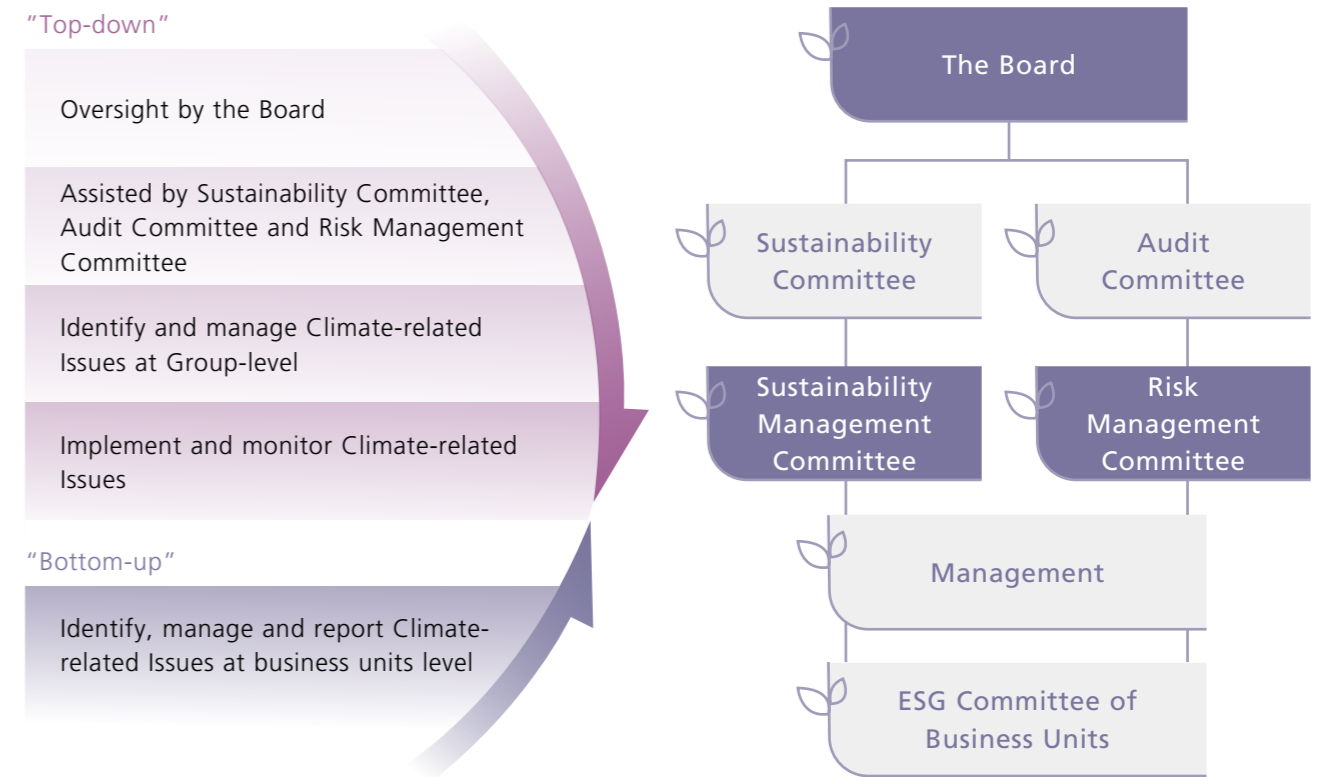 "Top-down"
Oversight by the Board
Assisted by Sustainability Committee,
Audit Committee and Risk Management
Committee
Identify and manage Climate-related
Issues at Group-level
Implement and monitor Climate-related
Issues
"Bottom-up"
Identify, manage and report Climate-
related Issues at business units level
The Board
Sustainability
Committee
Audit
Committee
Sustainability
Management
Committee
Risk
Management
Committee
Management
ESG Committee of
Business Units